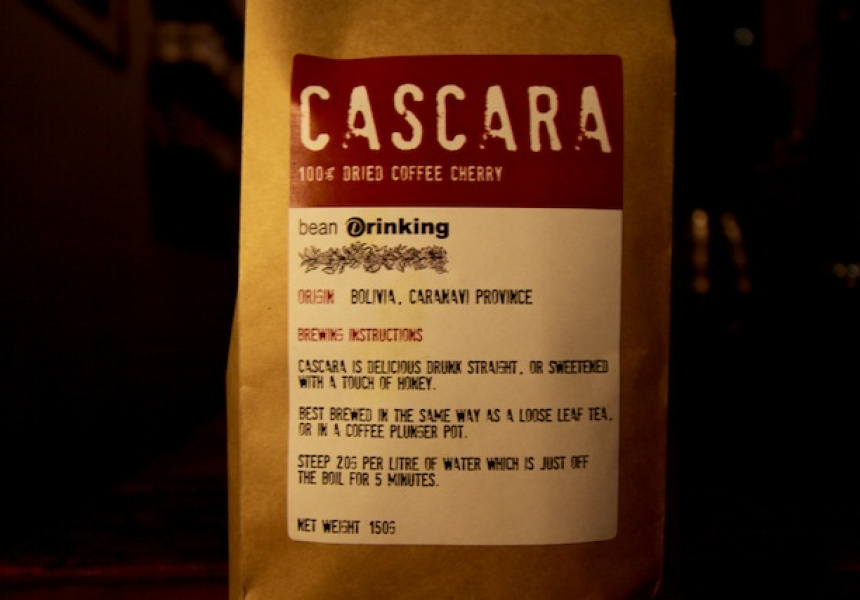 CASCARA
100% DRIED COFFEE CHERRY
bean Drinking
ORIGIN BOLIVIA, CARANAVI PROVINCE
BREWING INSTRUCTIONS
CASCARA IS DELICIOUS DRUNK STRAIGHT, OR SWEETENED
WITH A TOUCH OF HONEY.
BEST BREWED IN THE SAME WAY AS A LOOSE LEAF TEA,
OR IN A COFFEE PLUNGER POT.
STEEP 20G PER LITRE OF WATER WHICH IS JUST OFF
THE BOIL FOR 5 MINUTES.
NET WEIGHT 150G